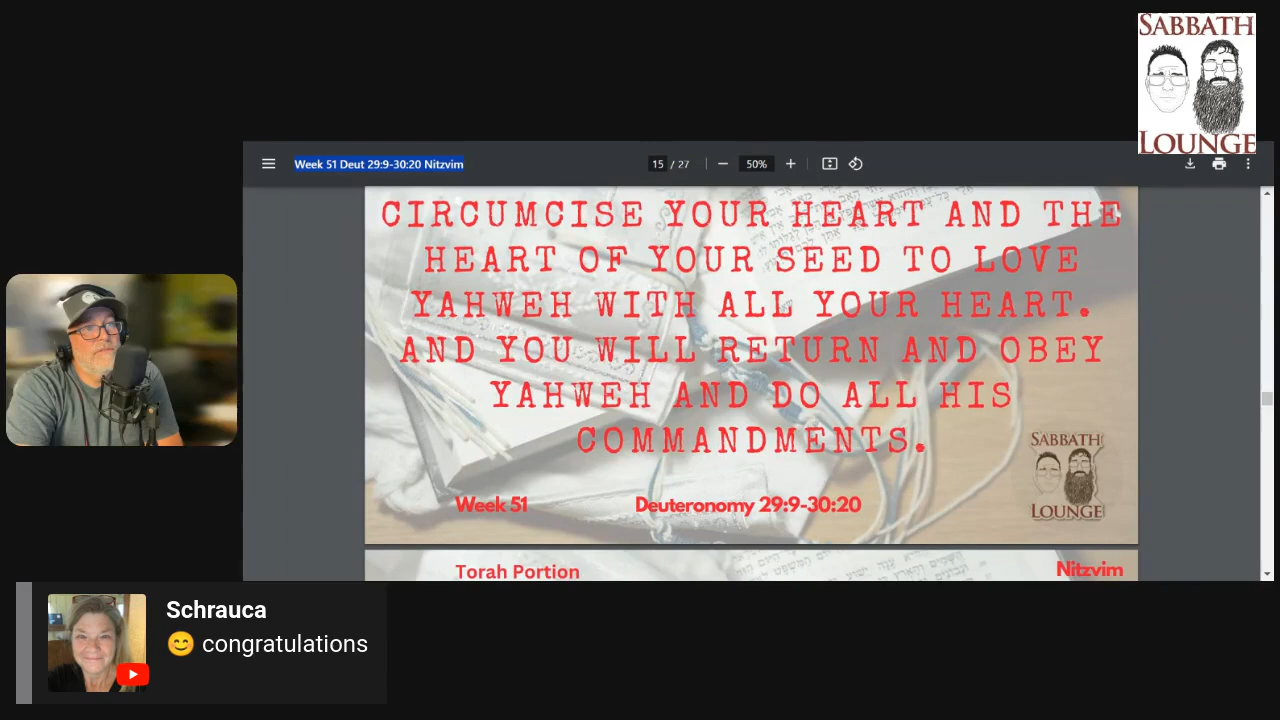 SABBATH
LOUNGE
Week 51 Deut 29:9-30:20 Nitzvim
15 / 27
50%
CIRCUMCISE YOUR HEART AND THE
HEART OF YOUR SEED TO LOVE
YAHWEH WITH ALL YOUR HEART.
AND YOU WILL RETURN AND OBEY
YAHWEH AND DO ALL HIS
COMMANDMENTS.
SABBATH
LOUNGE
Week 51
Deuteronomy 29:9-30:20
Torah Portion
Nitzvim
Schrauca
😊 congratulations